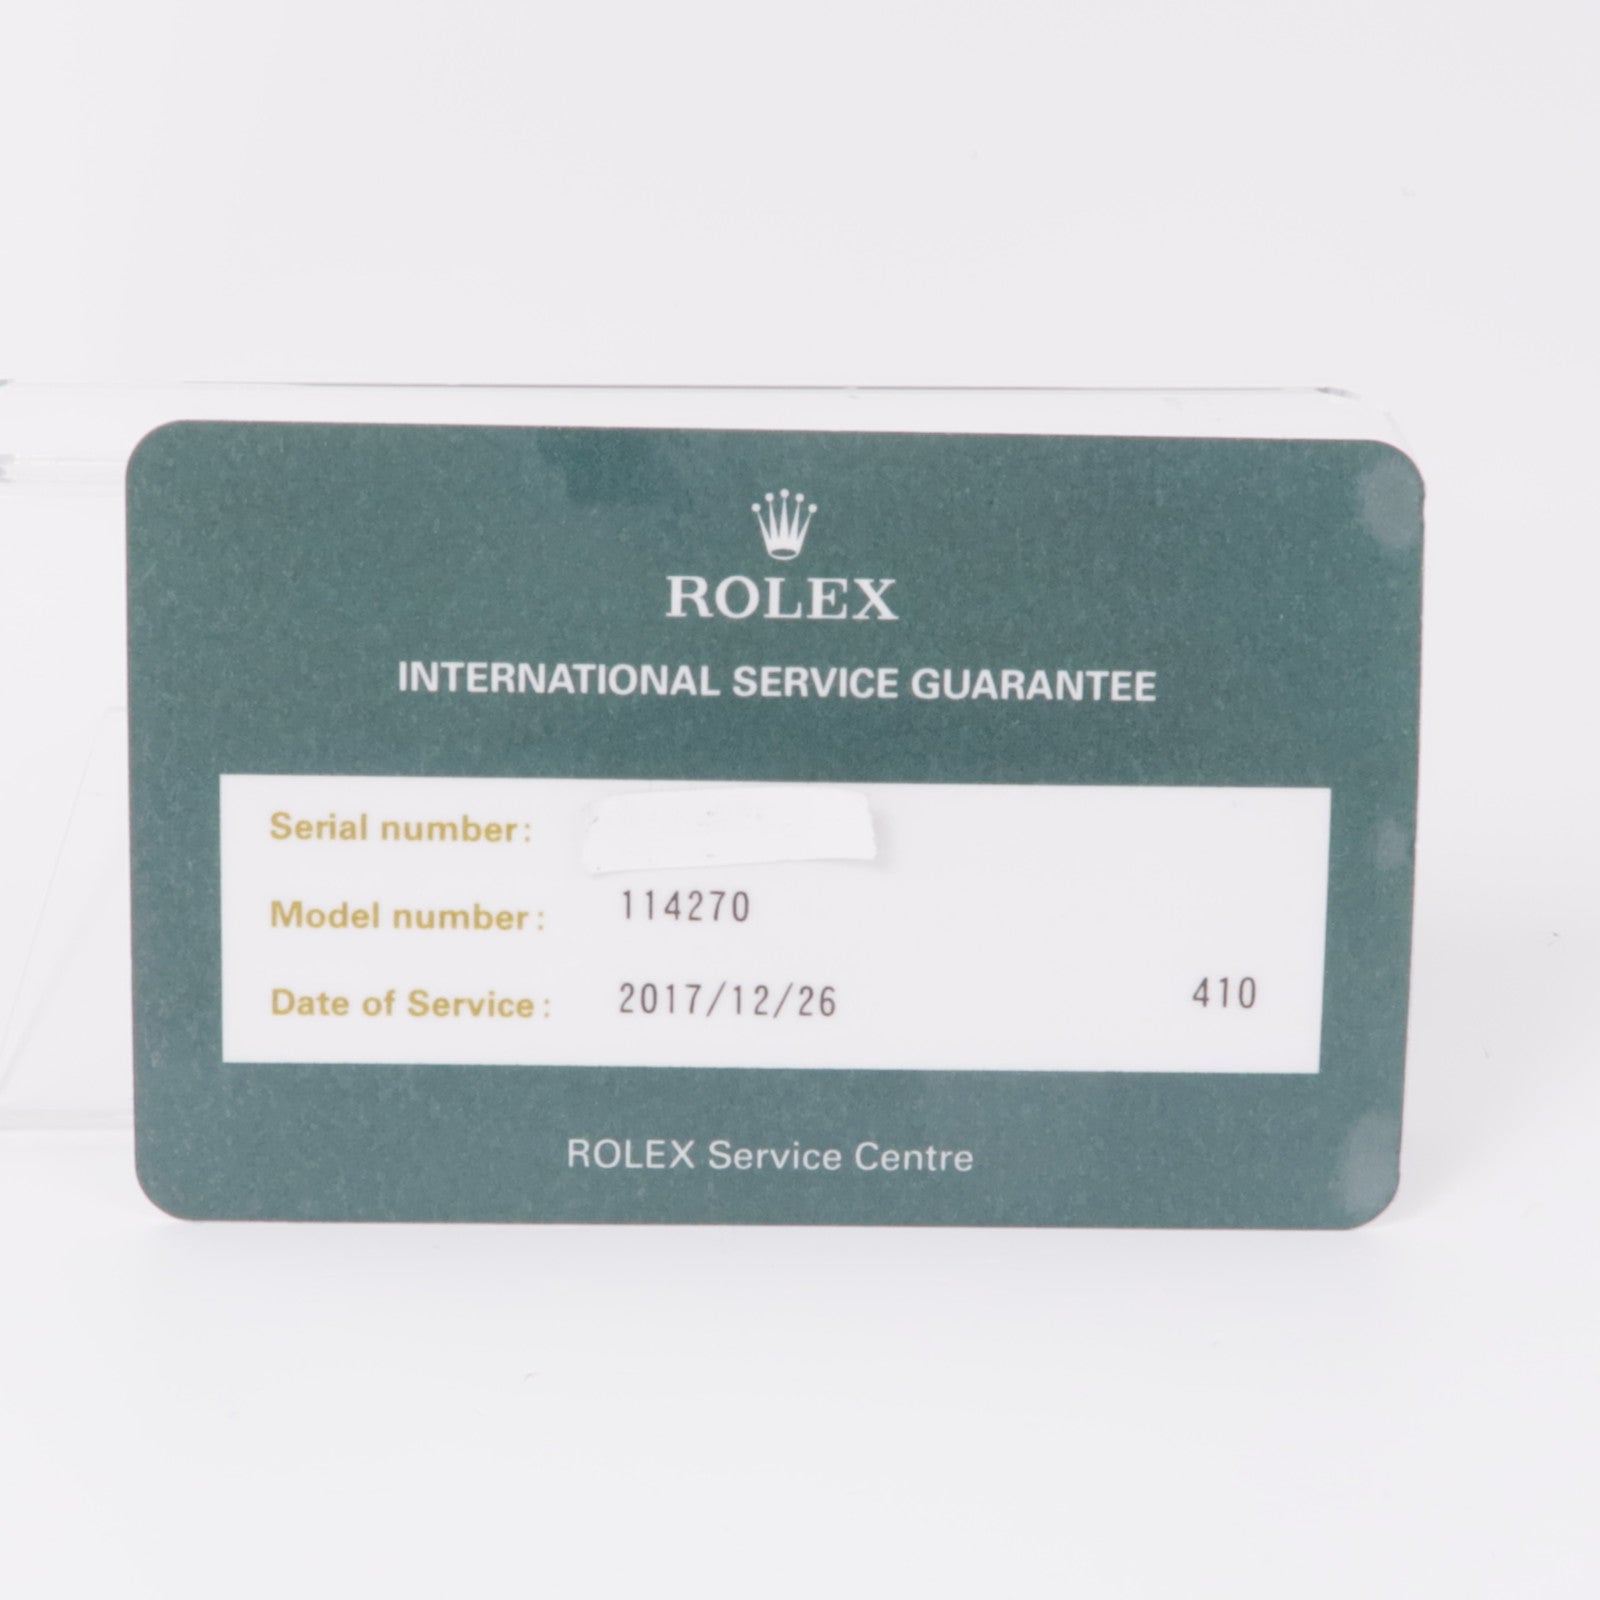 ROLEX
INTERNATIONAL SERVICE GUARANTEE
Serial number:
Model number: 114270
Date of Service: 2017/12/26 410
ROLEX Service Centre